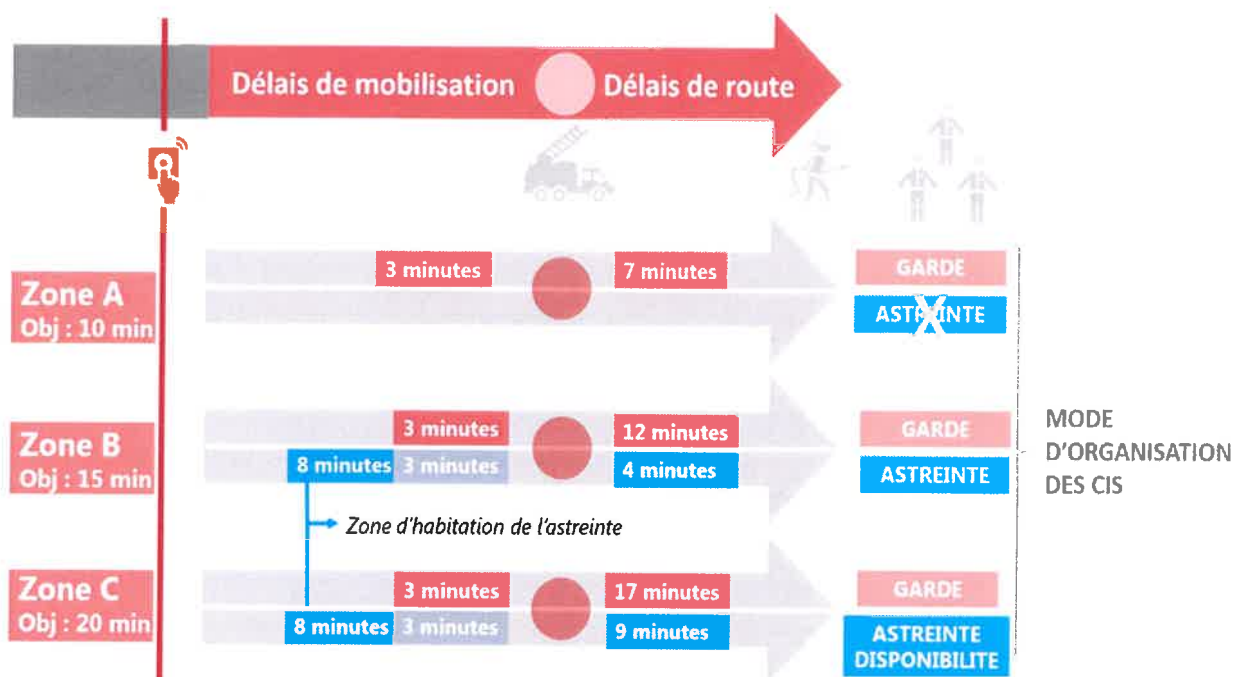 Délais de mobilisation
Délais de route
3 minutes
7 minutes
GARDE
Zone A
Obj : 10 min
ASTREINTE
X
3 minutes
12 minutes
GARDE
Zone B
Obj : 15 min
8 minutes
3 minutes
4 minutes
ASTREINTE
MODE
D'ORGANISATION
DES CIS
Zone d'habitation de l'astreinte
Zone C
Obj : 20 min
3 minutes
17 minutes
GARDE
8 minutes
3 minutes
9 minutes
ASTREINTE
DISPONIBILITE